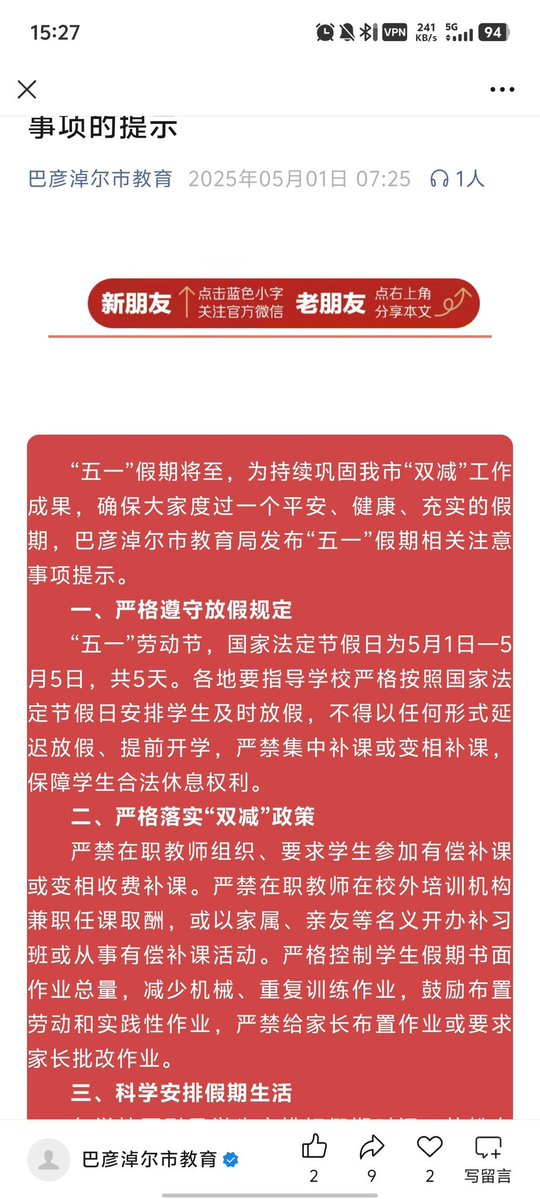 15:27
VPN 241 KB/s 5G 94
事项的提示
巴彦淖尔市教育 2025年05月01日 07:25 1人
新朋友 点击蓝色小字 关注官方微信 老朋友 点右上角 分享本文
“五一”假期将至，为持续巩固我市“双减”工作
成果，确保大家度过一个平安、健康、充实的假
期，巴彦淖尔市教育局发布“五一”假期相关注意
事项提示。
一、严格遵守放假规定
“五一”劳动节，国家法定节假日为5月1日—5
月5日，共5天。各地要指导学校严格按照国家法
定节假日安排学生及时放假，不得以任何形式延
迟放假、提前开学，严禁集中补课或变相补课，
保障学生合法休息权利。
二、严格落实“双减”政策
严禁在职教师组织、要求学生参加有偿补课
或变相收费补课。严禁在职教师在校外培训机构
兼职任课取酬，或以家属、亲友等名义开办补习
班或从事有偿补课活动。严格控制学生假期书面
作业总量，减少机械、重复训练作业，鼓励布置
劳动和实践性作业，严禁给家长布置作业或要求
家长批改作业。
三、科学安排假期生活
巴彦淖尔市教育 2 9 2 写留言